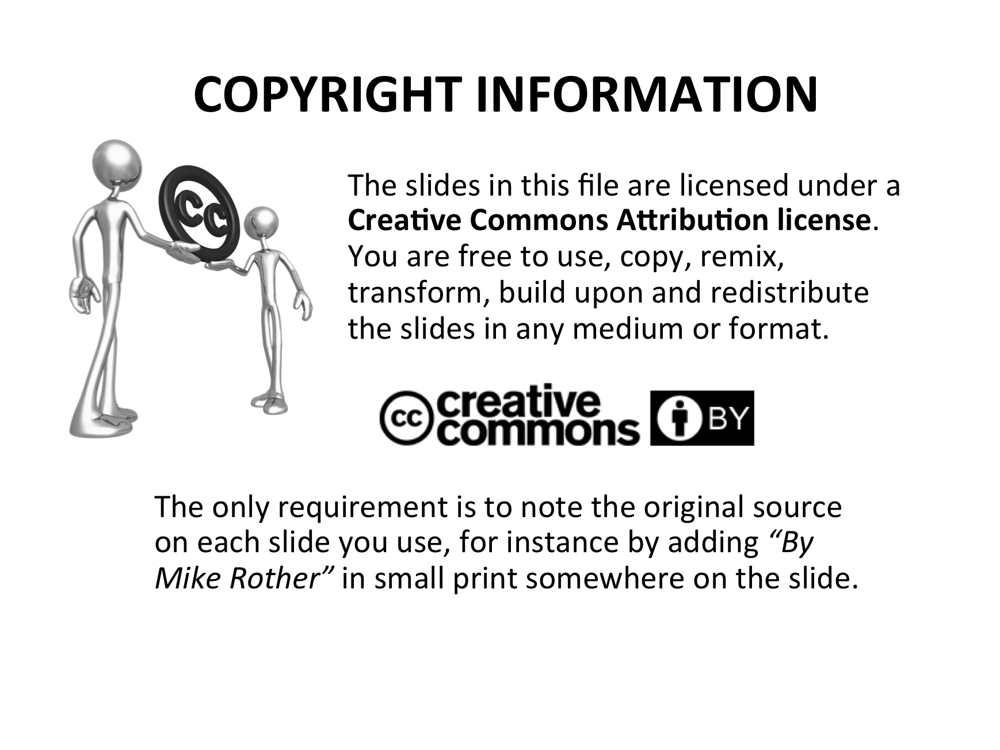 COPYRIGHT INFORMATION
cc
The slides in this file are licensed under a
Creative Commons Attribution license.
You are free to use, copy, remix,
transform, build upon and redistribute
the slides in any medium or format.
cc creative commons BY
The only requirement is to note the original source
on each slide you use, for instance by adding “By
Mike Rother” in small print somewhere on the slide.